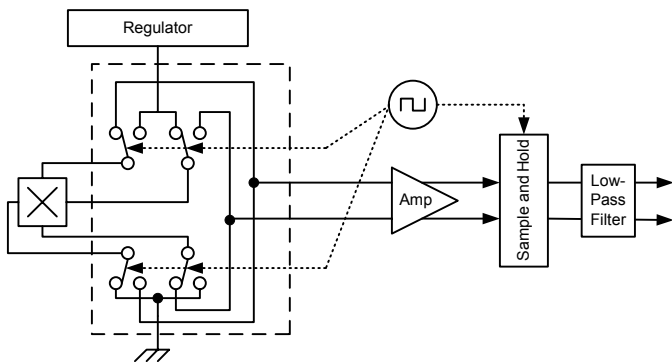 Regulator
Amp
Sample and Hold
Low-
Pass
Filter